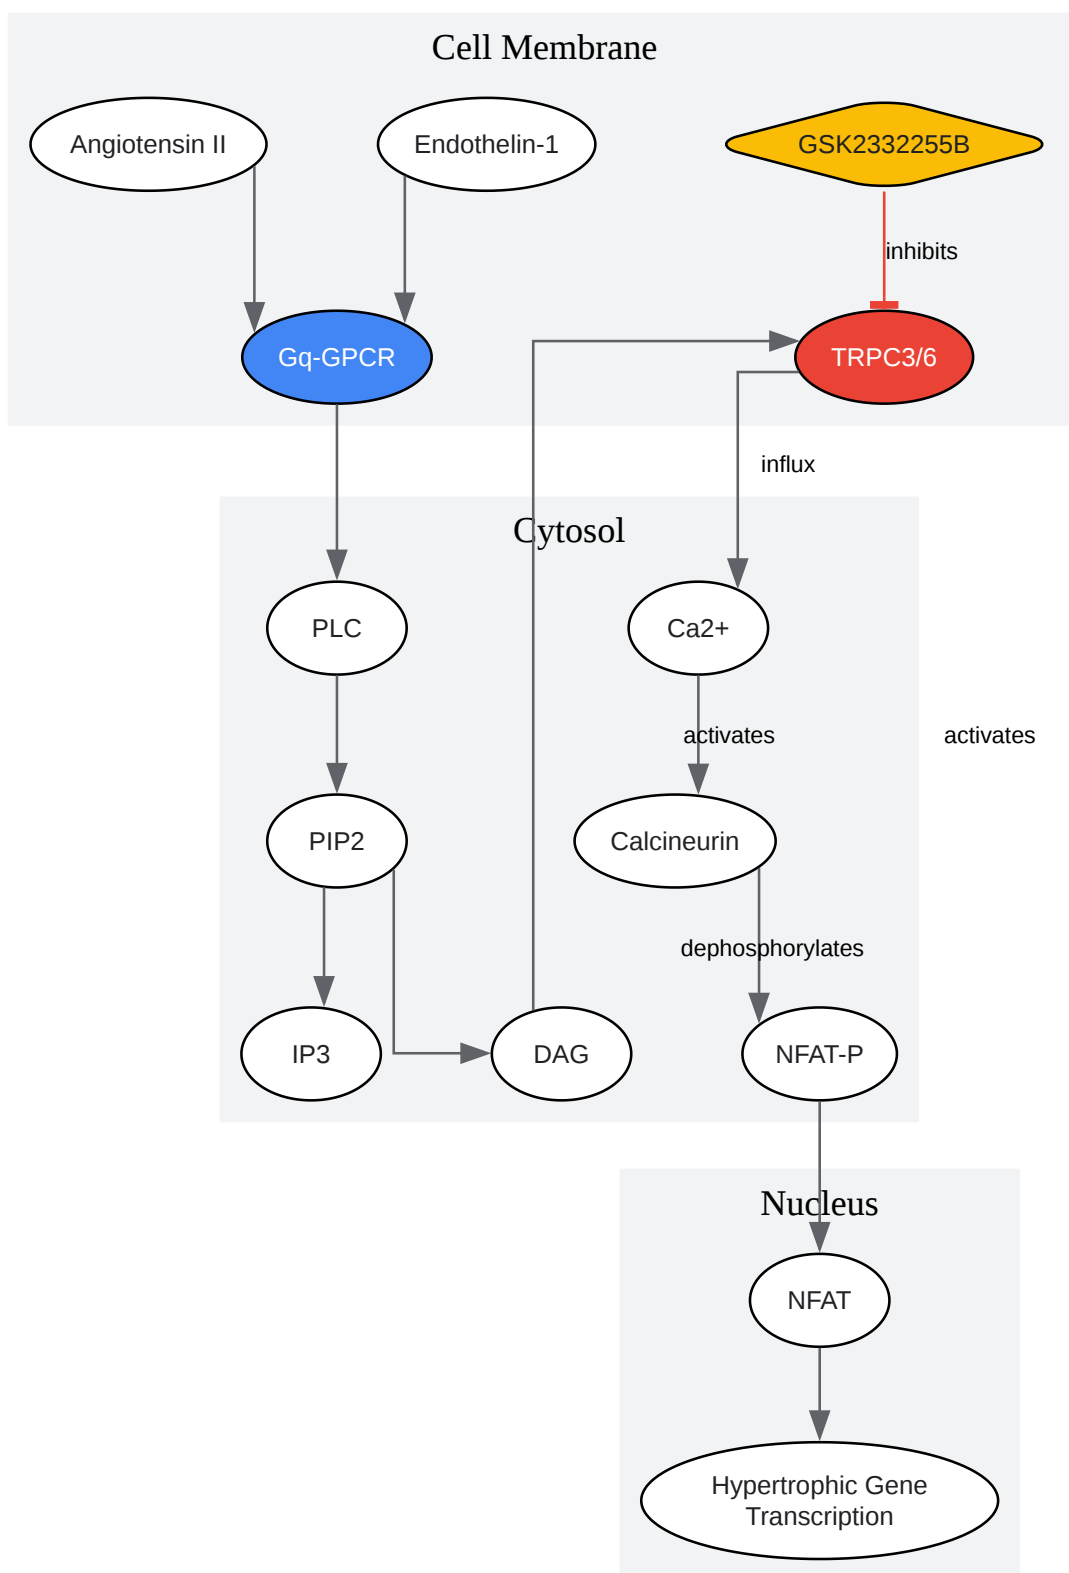 Cell Membrane
Angiotensin II
Endothelin-1
GSK2332255B
inhibits
Gq-GPCR
TRPC3/6
influx
Cytosol
PLC
Ca2+
activates
activates
PIP2
Calcineurin
dephosphorylates
IP3
DAG
NFAT-P
Nucleus
NFAT
Hypertrophic Gene
Transcription